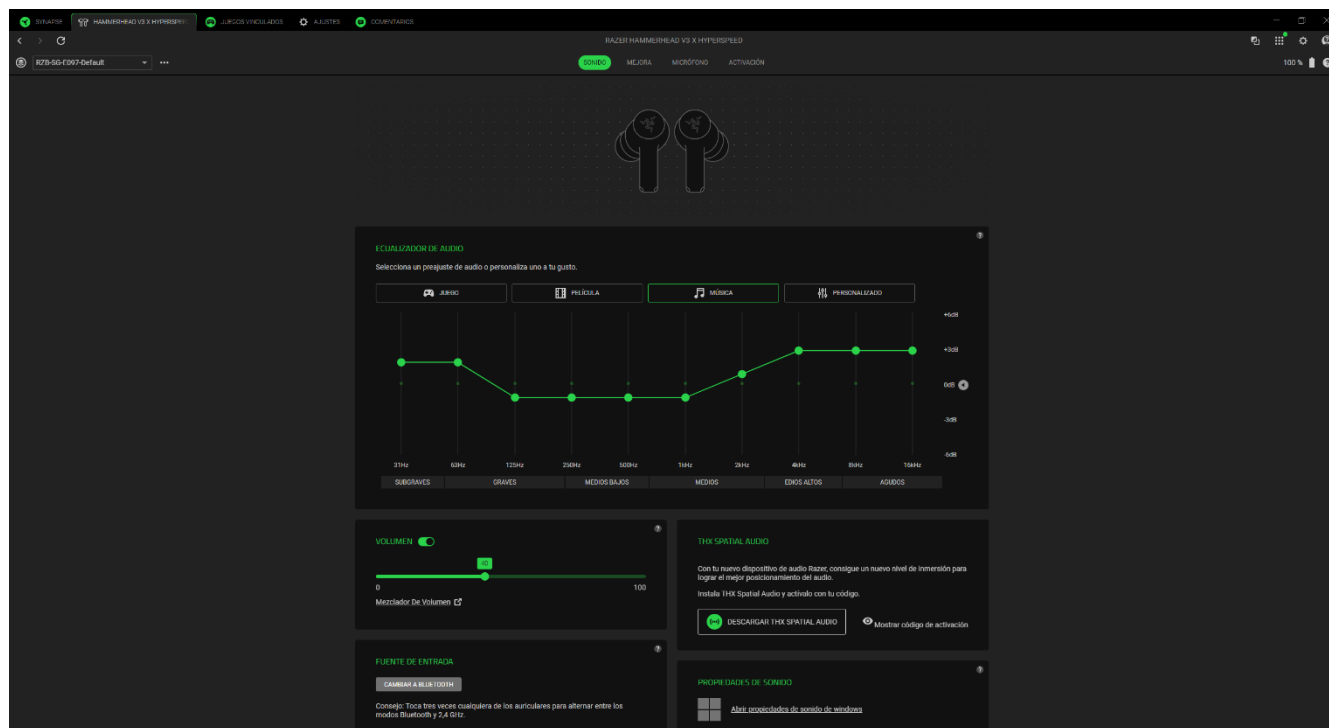 SYNAPSE
HAMMERHEAD V3 X HYPERSPEE
JUEGOS VINCULADOS
AJUSTES
COMENTARIOS
RAZER HAMMERHEAD V3 X HYPERSPEED
RZB-SG-E097-Default
SONIDO
MEJORA
MICRÓFONO
ACTIVACIÓN
100 %
ECUALIZADOR DE AUDIO
Selecciona un preajuste de audio o personaliza uno a tu gusto.
JUEGO
PELÍCULA
MÚSICA
PERSONALIZADO
+6dB
+3dB
0dB
-3dB
-6dB
31Hz
63Hz
125Hz
250Hz
500Hz
1kHz
2kHz
4kHz
8kHz
16kHz
SUBGRAVES
GRAVES
MEDIOS BAJOS
MEDIOS
EDIOS ALTOS
AGUDOS
VOLUMEN
40
0
100
Mezclador De Volumen
THX SPATIAL AUDIO
Con tu nuevo dispositivo de audio Razer, consigue un nuevo nivel de inmersión para
lograr el mejor posicionamiento del audio.
Instala THX Spatial Audio y actívalo con tu código.
DESCARGAR THX SPATIAL AUDIO
Mostrar código de activación
FUENTE DE ENTRADA
CAMBIAR A BLUETOOTH
Consejo: Toca tres veces cualquiera de los auriculares para alternar entre los
modos Bluetooth y 2,4 GHz.
PROPIEDADES DE SONIDO
Abrir propiedades de sonido de windows